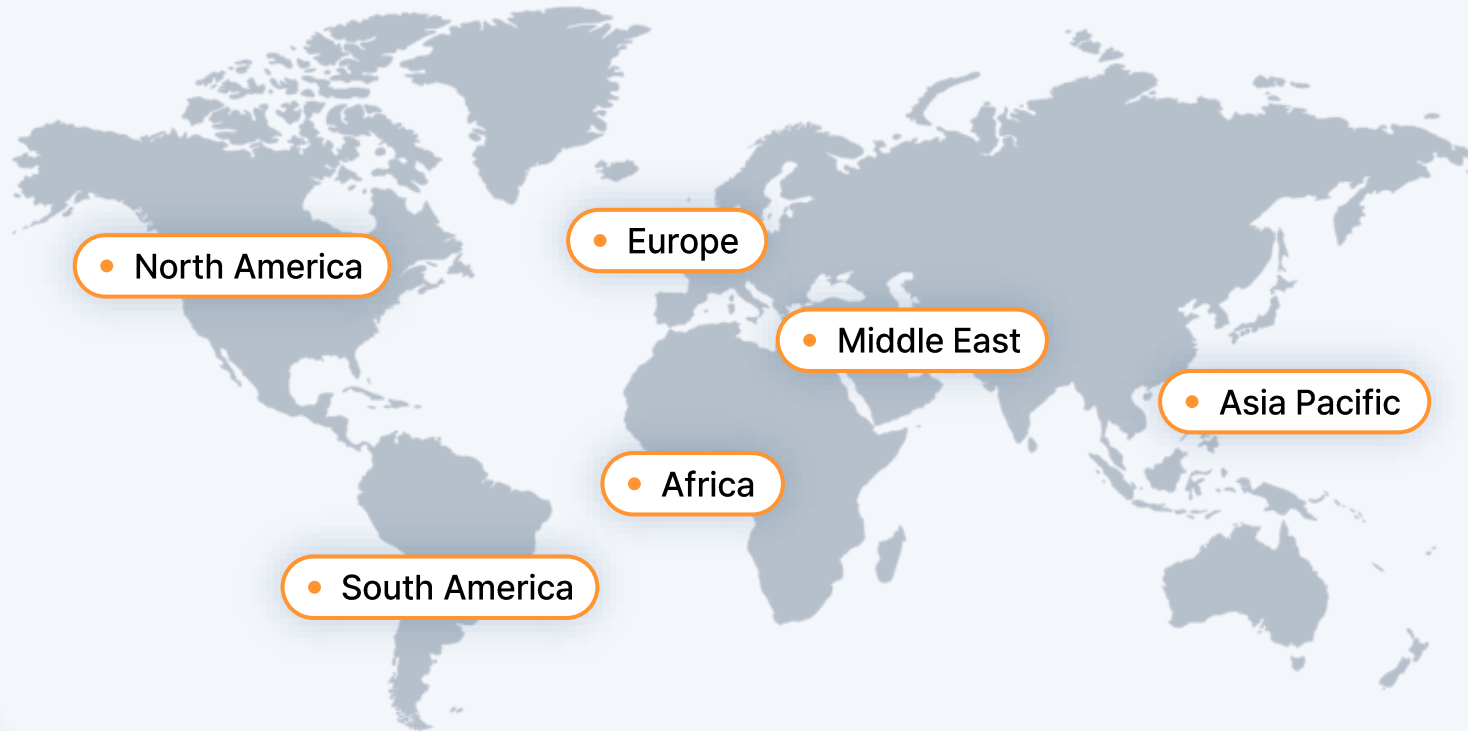 North America
Europe
Middle East
Asia Pacific
Africa
South America